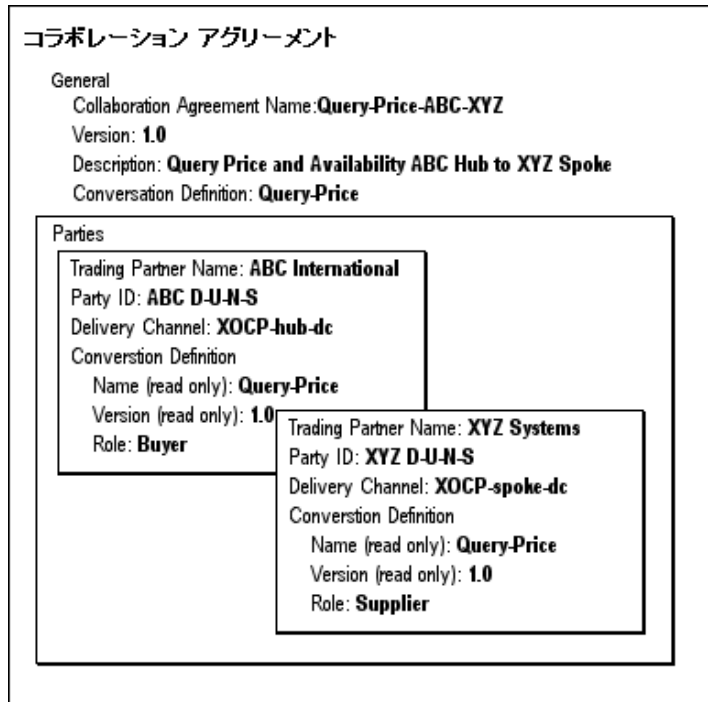 コラボレーション アグリーメント
General
Collaboration Agreement Name:Query-Price-ABC-XYZ
Version: 1.0
Description: Query Price and Availability ABC Hub to XYZ Spoke
Conversation Definition: Query-Price
Parties
Trading Partner Name: ABC International
Party ID: ABC D-U-N-S
Delivery Channel: XOCP-hub-dc
Converstion Definition
Name (read only): Query-Price
Version (read only): 1.0
Role: Buyer
Trading Partner Name: XYZ Systems
Party ID: XYZ D-U-N-S
Delivery Channel: XOCP-spoke-dc
Converstion Definition
Name (read only): Query-Price
Version (read only): 1.0
Role: Supplier